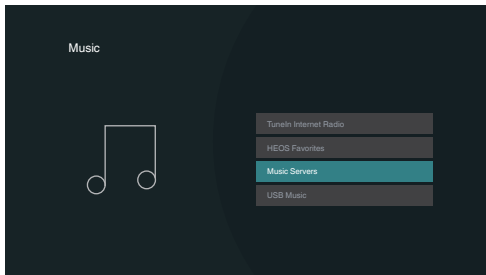 Music
TuneIn Internet Radio
HEOS Favorites
Music Servers
USB Music